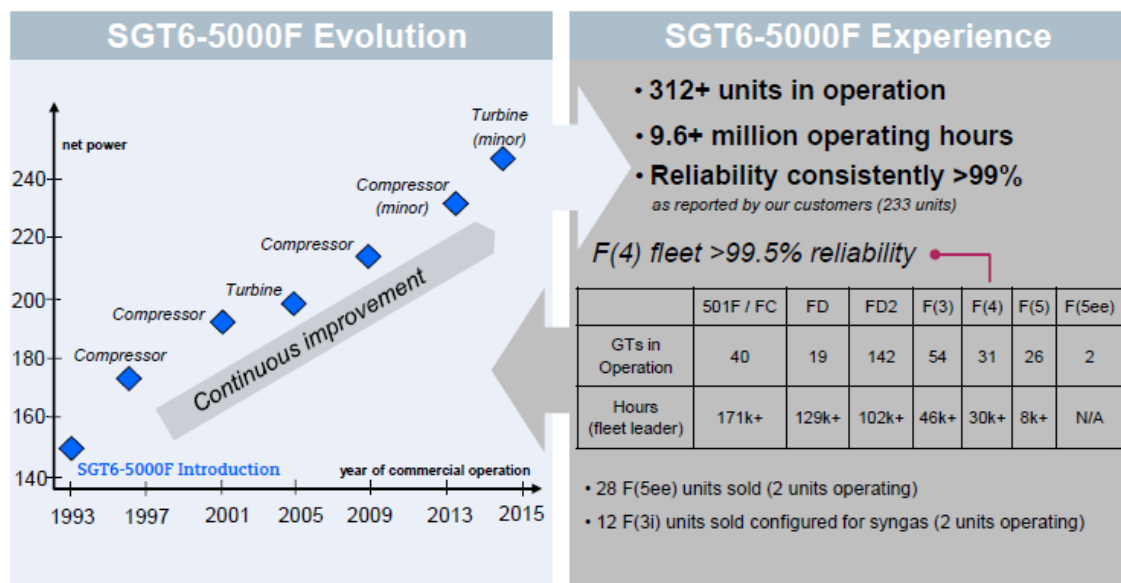 SGT6-5000F Evolution
net power
240
220
200
180
160
140
Turbine
(minor)
Compressor
(minor)
Compressor
Turbine
Compressor
Compressor
Continuous improvement
SGT6-5000F Introduction
year of commercial operation
1993 1997 2001 2005 2009 2013 2015
SGT6-5000F Experience
• 312+ units in operation
• 9.6+ million operating hours
• Reliability consistently >99%
as reported by our customers (233 units)
F(4) fleet >99.5% reliability
501F / FC FD FD2 F(3) F(4) F(5) F(5ee)
GTs in
Operation 40 19 142 54 31 26 2
Hours
(fleet leader) 171k+ 129k+ 102k+ 46k+ 30k+ 8k+ N/A
• 28 F(5ee) units sold (2 units operating)
• 12 F(3i) units sold configured for syngas (2 units operating)